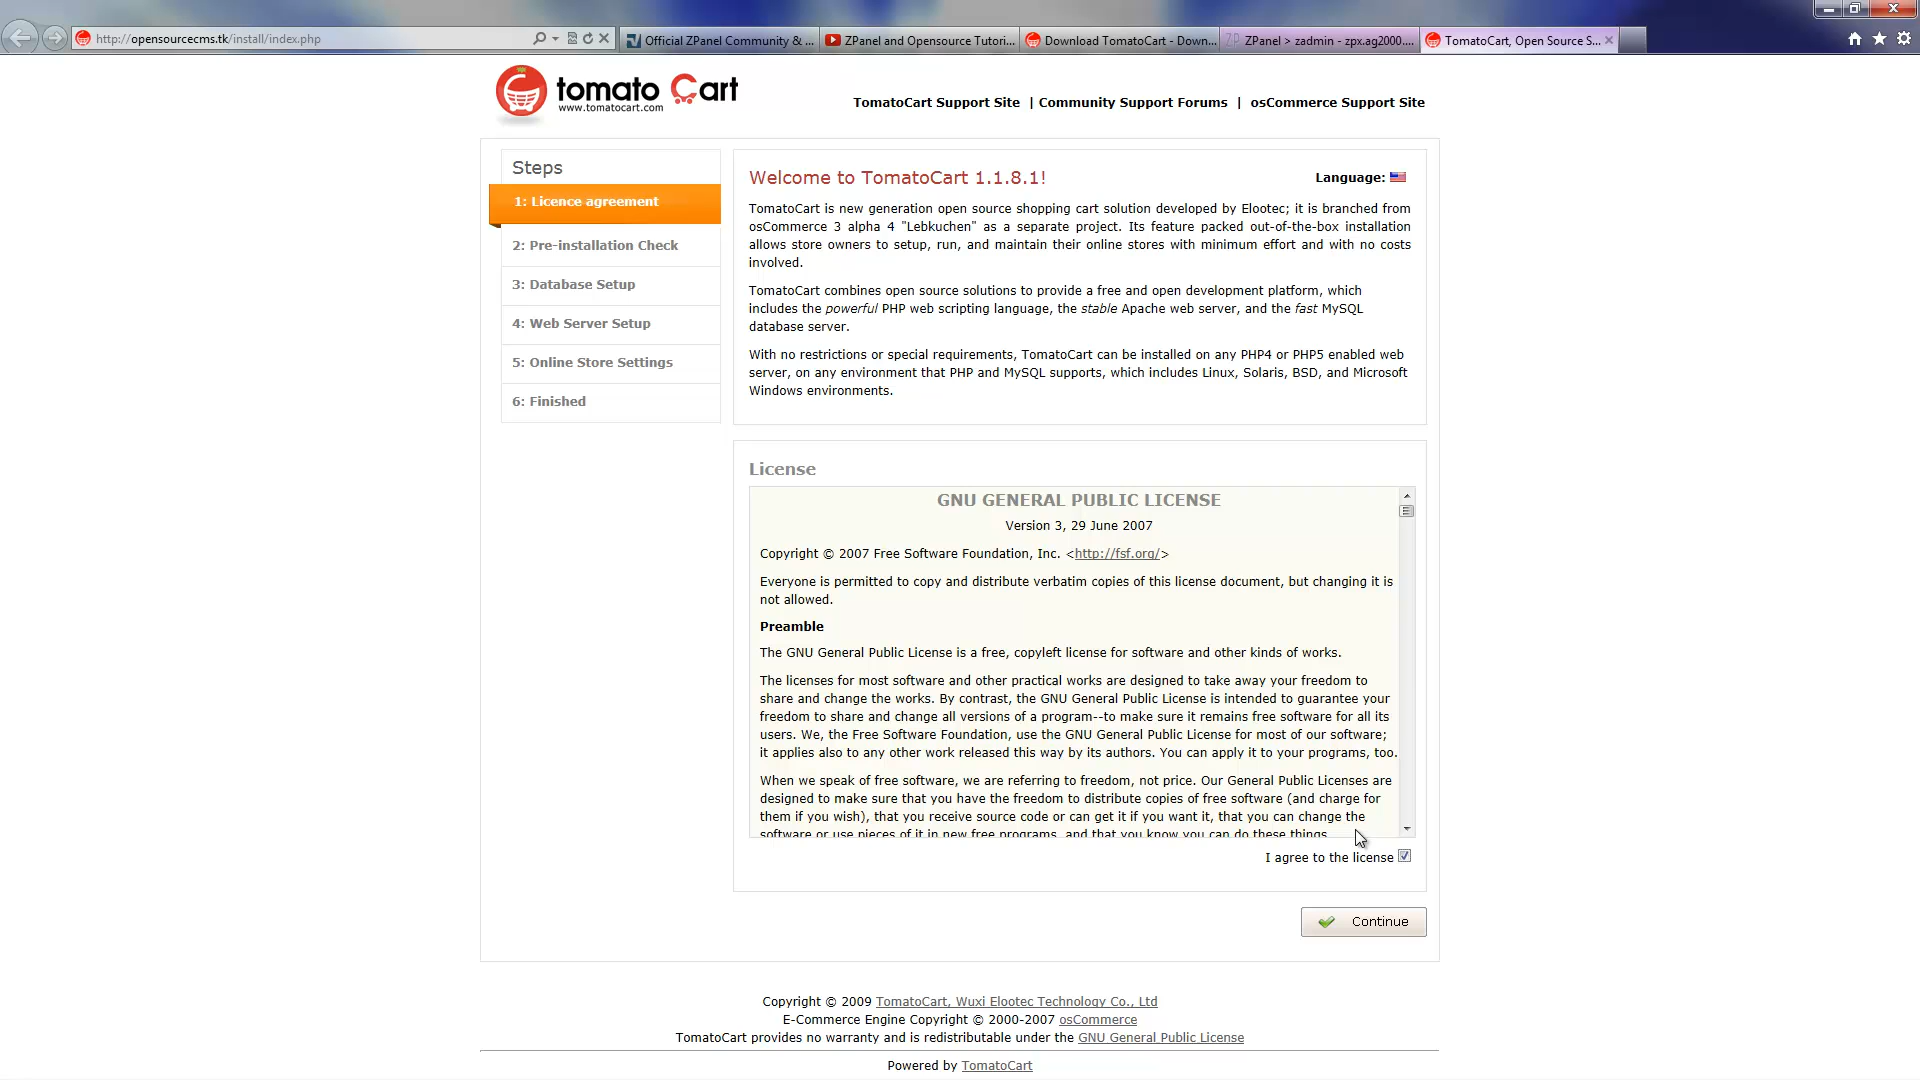 http://opensourcecms.tk/install/index.php
Official ZPanel Community & ...
ZPanel and Opensource Tutori...
Download TomatoCart - Down...
ZPanel > zadmin - zpx.ag2000....
TomatoCart, Open Source S...
tomato Cart
www.tomatocart.com
TomatoCart Support Site | Community Support Forums | osCommerce Support Site
Steps
1: Licence agreement
2: Pre-installation Check
3: Database Setup
4: Web Server Setup
5: Online Store Settings
6: Finished
Welcome to TomatoCart 1.1.8.1!
Language:
TomatoCart is new generation open source shopping cart solution developed by Elootec; it is branched from
osCommerce 3 alpha 4 "Lebkuchen" as a separate project. Its feature packed out-of-the-box installation
allows store owners to setup, run, and maintain their online stores with minimum effort and with no costs
involved.
TomatoCart combines open source solutions to provide a free and open development platform, which
includes the powerful PHP web scripting language, the stable Apache web server, and the fast MySQL
database server.
With no restrictions or special requirements, TomatoCart can be installed on any PHP4 or PHP5 enabled web
server, on any environment that PHP and MySQL supports, which includes Linux, Solaris, BSD, and Microsoft
Windows environments.
License
GNU GENERAL PUBLIC LICENSE
Version 3, 29 June 2007
Copyright © 2007 Free Software Foundation, Inc. <http://fsf.org/>
Everyone is permitted to copy and distribute verbatim copies of this license document, but changing it is
not allowed.
Preamble
The GNU General Public License is a free, copyleft license for software and other kinds of works.
The licenses for most software and other practical works are designed to take away your freedom to
share and change the works. By contrast, the GNU General Public License is intended to guarantee your
freedom to share and change all versions of a program--to make sure it remains free software for all its
users. We, the Free Software Foundation, use the GNU General Public License for most of our software;
it applies also to any other work released this way by its authors. You can apply it to your programs, too.
When we speak of free software, we are referring to freedom, not price. Our General Public Licenses are
designed to make sure that you have the freedom to distribute copies of free software (and charge for
them if you wish), that you receive source code or can get it if you want it, that you can change the
software or use pieces of it in new free programs, and that you know you can do these things.
I agree to the license
Continue
Copyright © 2009 TomatoCart, Wuxi Elootec Technology Co., Ltd
E-Commerce Engine Copyright © 2000-2007 osCommerce
TomatoCart provides no warranty and is redistributable under the GNU General Public License
Powered by TomatoCart